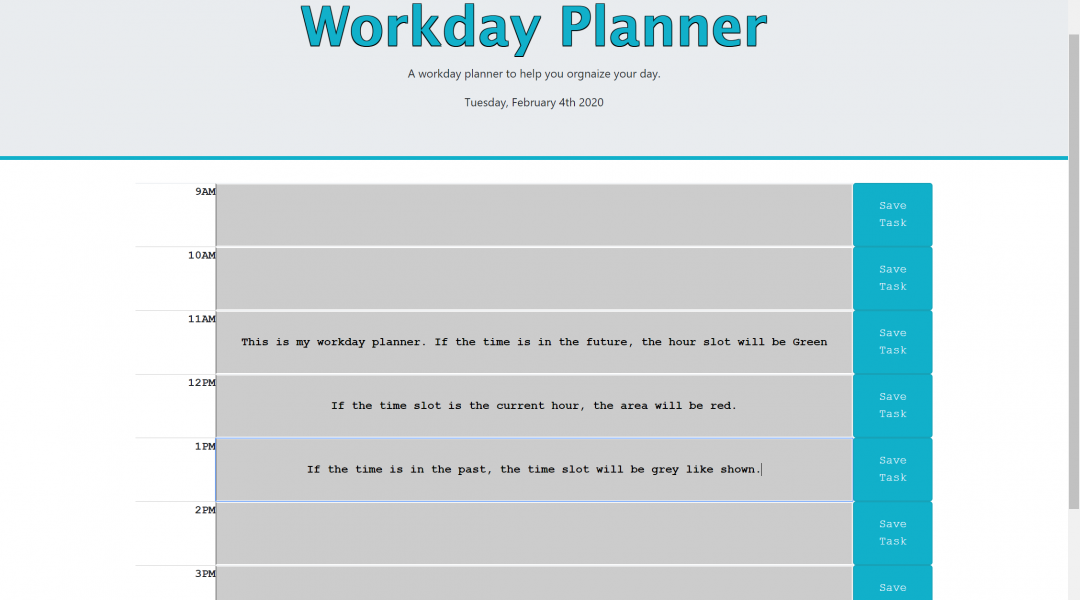 Workday Planner
A workday planner to help you orgnaize your day.
Tuesday, February 4th 2020
9AM
Save
Task
10AM
Save
Task
11AM
This is my workday planner. If the time is in the future, the hour slot will be Green
Save
Task
12PM
If the time slot is the current hour, the area will be red.
Save
Task
1PM
If the time is in the past, the time slot will be grey like shown.
Save
Task
2PM
Save
Task
3PM
Save